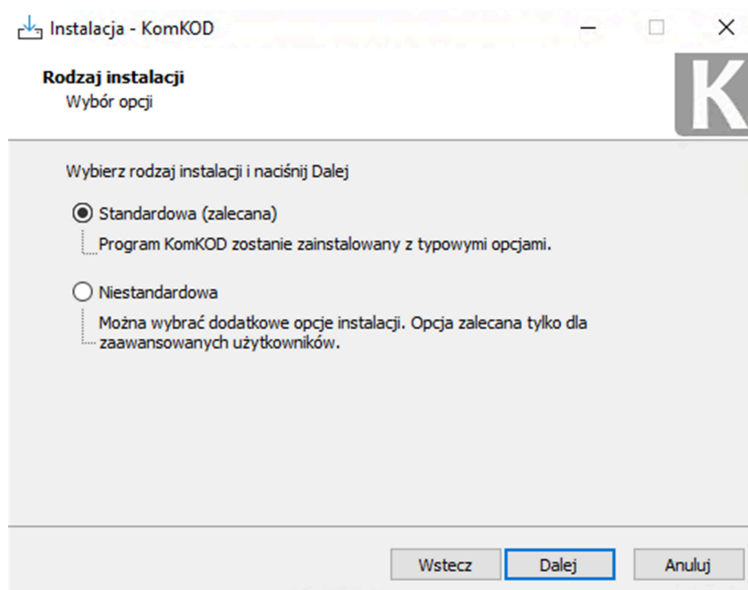 Instalacja - KomKOD
Rodzaj instalacji
Wybór opcji
K
Wybierz rodzaj instalacji i naciśnij Dalej
Standardowa (zalecana)
Program KomKOD zostanie zainstalowany z typowymi opcjami.
Niestandardowa
Można wybrać dodatkowe opcje instalacji. Opcja zalecana tylko dla
zaawansowanych użytkowników.
Wstecz
Dalej
Anuluj